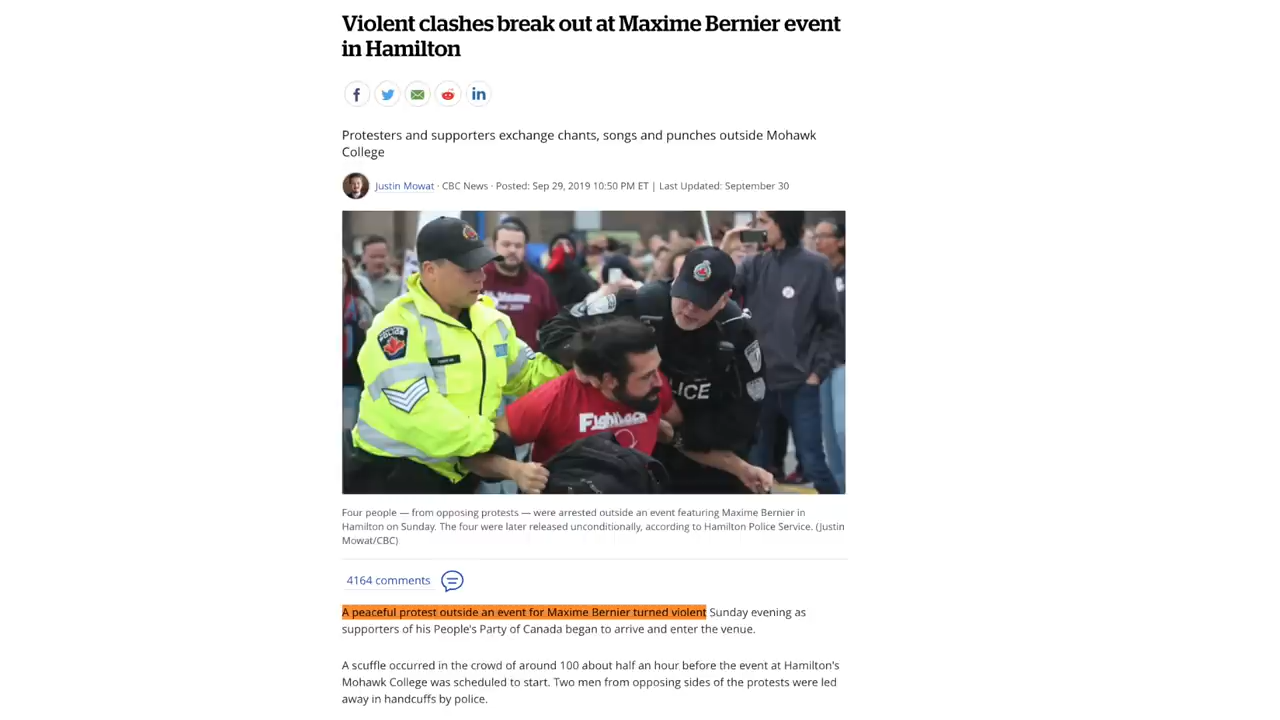 Violent clashes break out at Maxime Bernier event
in Hamilton
Protesters and supporters exchange chants, songs and punches outside Mohawk
College
Justin Mowat · CBC News · Posted: Sep 29, 2019 10:50 PM ET | Last Updated: September 30
POLICE
POLICE
Fightback
Four people — from opposing protests — were arrested outside an event featuring Maxime Bernier in
Hamilton on Sunday. The four were later released unconditionally, according to Hamilton Police Service. (Justin
Mowat/CBC)
4164 comments
A peaceful protest outside an event for Maxime Bernier turned violent Sunday evening as
supporters of his People's Party of Canada began to arrive and enter the venue.
A scuffle occurred in the crowd of around 100 about half an hour before the event at Hamilton's
Mohawk College was scheduled to start. Two men from opposing sides of the protests were led
away in handcuffs by police.